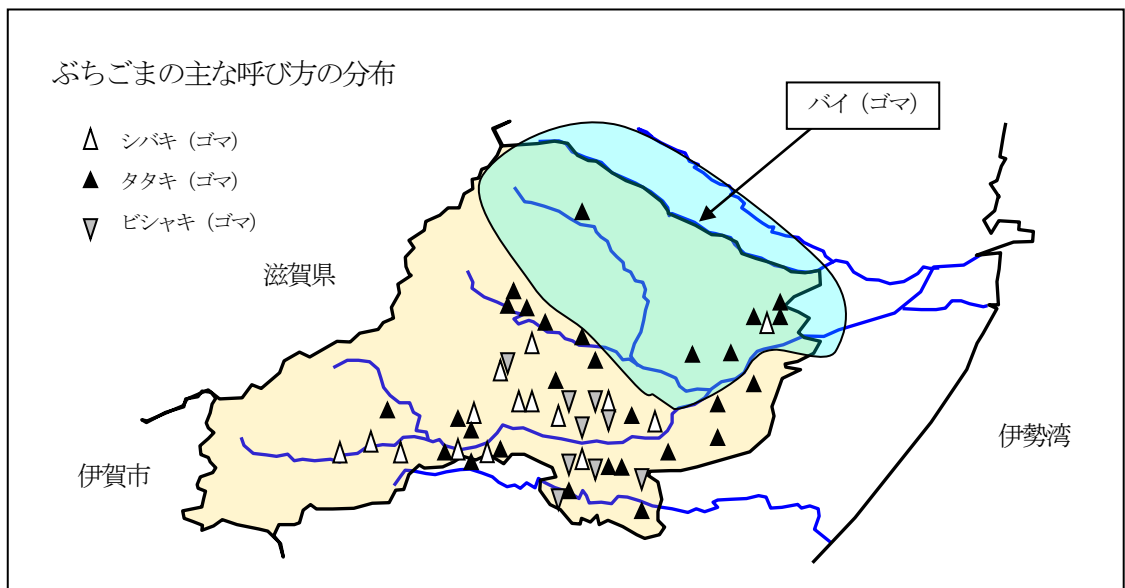 ぶちごまの主な呼び方の分布
シバキ（ゴマ）
タタキ（ゴマ）
ビシャキ（ゴマ）
バイ（ゴマ）
滋賀県
伊賀市
伊勢湾